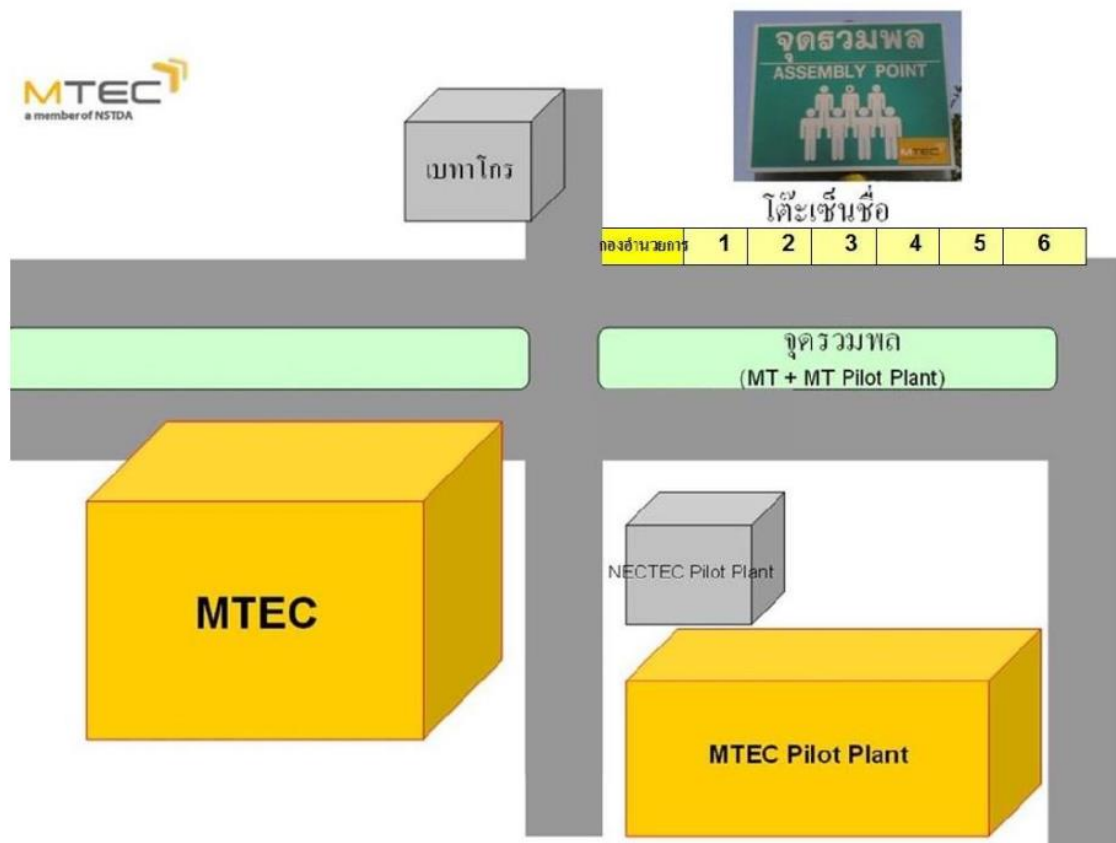 MTEC
a member of NSTDA
จุดรวมพล
ASSEMBLY POINT
MTEC
เบทาโกร
โต๊ะเซ็นชื่อ
กองอำนวยการ 1 2 3 4 5 6
จุดรวมพล
(MT + MT Pilot Plant)
NECTEC Pilot Plant
MTEC
MTEC Pilot Plant